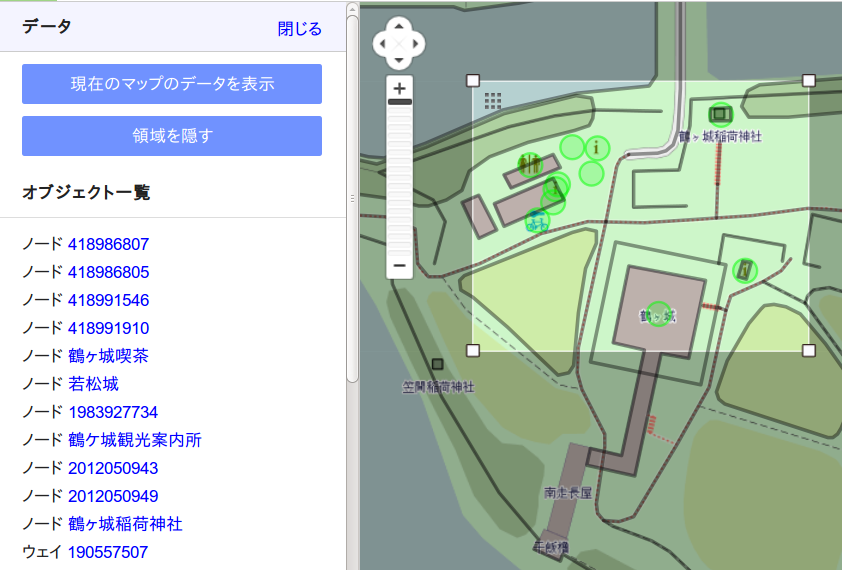 データ
閉じる
現在のマップのデータを表示
領域を隠す
オブジェクト一覧
ノード 418986807
ノード 418986805
ノード 418991546
ノード 418991910
ノード 鶴ヶ城喫茶
ノード 若松城
ノード 1983927734
ノード 鶴ケ城観光案内所
ノード 2012050943
ノード 2012050949
ノード 鶴ヶ城稲荷神社
ウェイ 190557507
鶴ヶ城稲荷神社
鶴ヶ城
笠間稲荷神社
南走長屋
干飯櫓